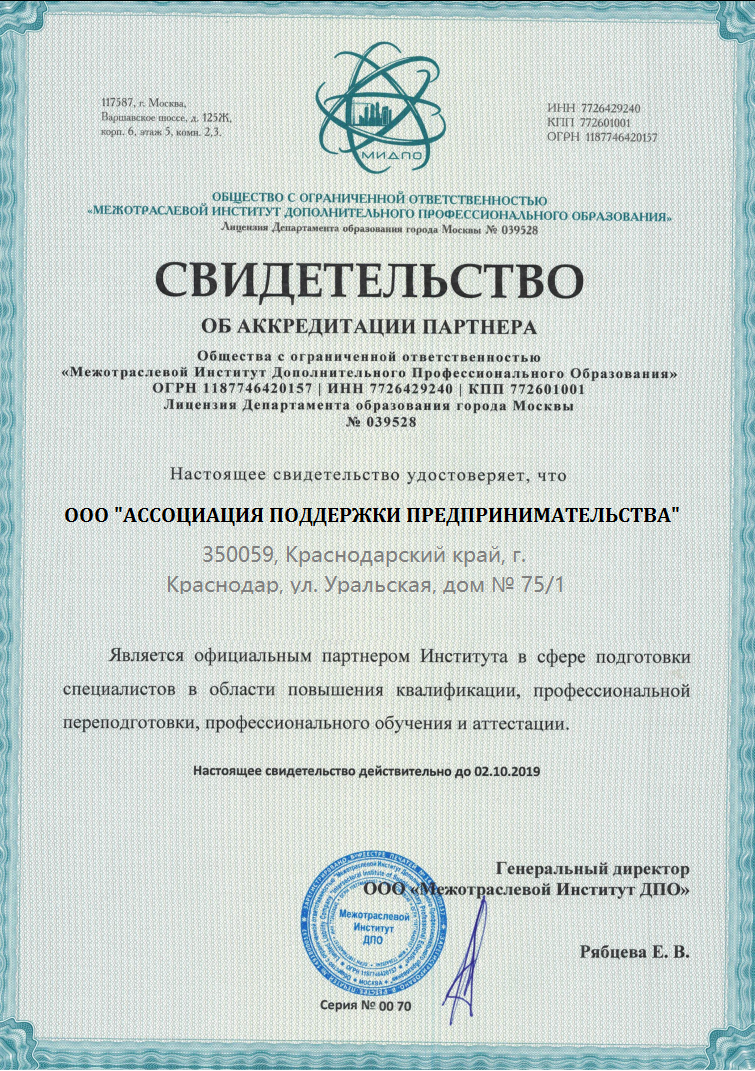 117587, г. Москва,
Варшавское шоссе, д. 125Ж,
корп. 6, этаж 5, комн. 2,3.
ИНН 7726429240
КПП 772601001
ОГРН 1187746420157
МИДПО
ОБЩЕСТВО С ОГРАНИЧЕННОЙ ОТВЕТСТВЕННОСТЬЮ
«МЕЖОТРАСЛЕВОЙ ИНСТИТУТ ДОПОЛНИТЕЛЬНОГО ПРОФЕССИОНАЛЬНОГО ОБРАЗОВАНИЯ»
Лицензия Департамента образования города Москвы № 039528
СВИДЕТЕЛЬСТВО
ОБ АККРЕДИТАЦИИ ПАРТНЕРА
Общества с ограниченной ответственностью
«Межотраслевой Институт Дополнительного Профессионального Образования»
ОГРН 1187746420157 | ИНН 7726429240 | КПП 772601001
Лицензия Департамента образования города Москвы
№ 039528
Настоящее свидетельство удостоверяет, что
ООО "АССОЦИАЦИЯ ПОДДЕРЖКИ ПРЕДПРИНИМАТЕЛЬСТВА"
350059, Краснодарский край, г.
Краснодар, ул. Уральская, дом № 75/1
Является официальным партнером Института в сфере подготовки
специалистов в области повышения квалификации, профессиональной
переподготовки, профессионального обучения и аттестации.
Настоящее свидетельство действительно до 02.10.2019
Генеральный директор
ООО «Межотраслевой Институт ДПО»
Межотраслевой
Институт
ДПО
ОГРН 1187746420157
МОСКВА
Рябцева Е. В.
Серия № 00 70